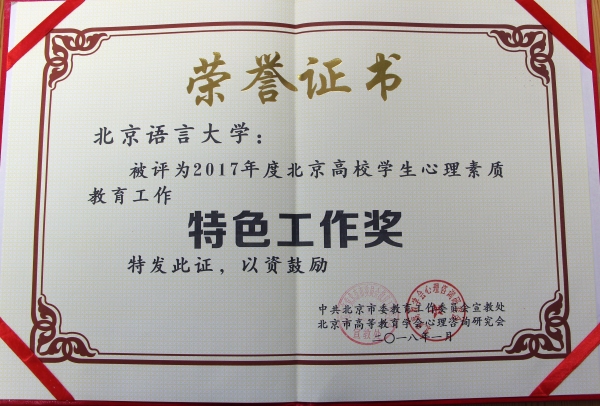 荣誉证书
北京语言大学：
被评为2017年度北京高校学生心理素质
教育工作
特色工作奖
特发此证，以资鼓励
中共北京市委教育工作委员会宣教处
北京市高等教育学会心理咨询研究会
二〇一八年一月